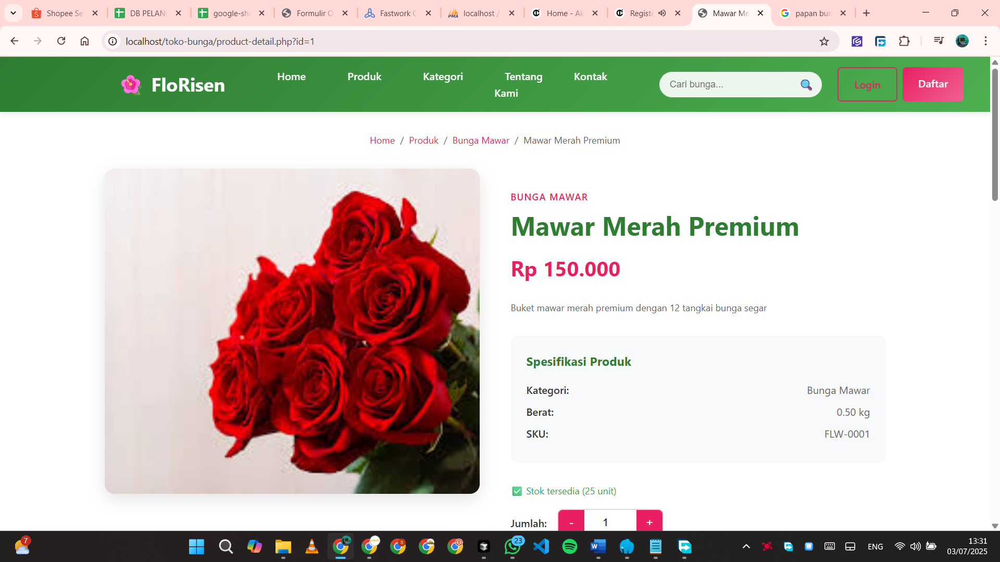 Shopee Se
DB PELAN
google-she
Formulir O
Fastwork C
PMA
localhost /
Home - Ak
Registe
Mawar Me
papan bun
localhost/toko-bunga/product-detail.php?id=1
FloRisen
Home
Produk
Kategori
Tentang
Kami
Kontak
Cari bunga...
Login
Daftar
Home / Produk / Bunga Mawar / Mawar Merah Premium
BUNGA MAWAR
Mawar Merah Premium
Rp 150.000
Buket mawar merah premium dengan 12 tangkai bunga segar
Spesifikasi Produk
Kategori: Bunga Mawar
Berat: 0.50 kg
SKU: FLW-0001
Stok tersedia (25 unit)
Jumlah: - 1 +
7
23
ENG
13:31
03/07/2025